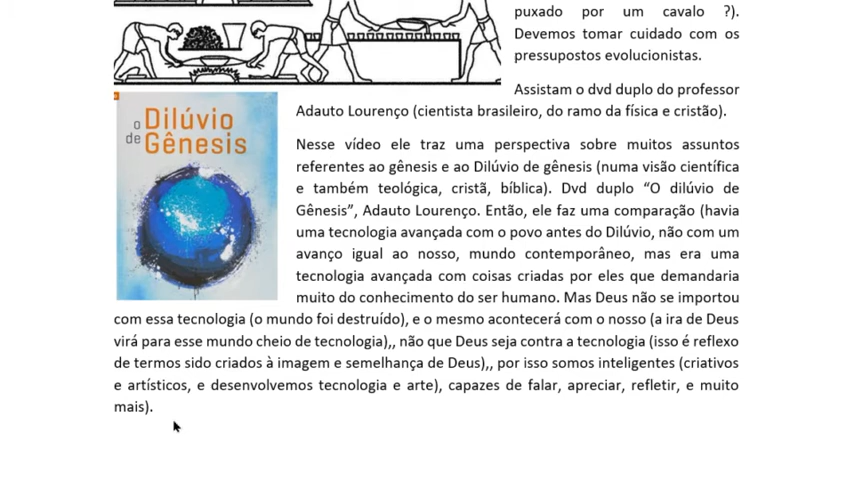 puxado por um cavalo ?).
Devemos tomar cuidado com os
pressupostos evolucionistas.
Assistam o dvd duplo do professor
Adauto Lourenço (cientista brasileiro, do ramo da física e cristão).
o Dilúvio
de Gênesis
Nesse vídeo ele traz uma perspectiva sobre muitos assuntos
referentes ao gênesis e ao Dilúvio de gênesis (numa visão científica
e também teológica, cristã, bíblica). Dvd duplo “O dilúvio de
Gênesis”, Adauto Lourenço. Então, ele faz uma comparação (havia
uma tecnologia avançada com o povo antes do Dilúvio, não com um
avanço igual ao nosso, mundo contemporâneo, mas era uma
tecnologia avançada com coisas criadas por eles que demandaria
muito do conhecimento do ser humano. Mas Deus não se importou
com essa tecnologia (o mundo foi destruído), e o mesmo acontecerá com o nosso (a ira de Deus
virá para esse mundo cheio de tecnologia),, não que Deus seja contra a tecnologia (isso é reflexo
de termos sido criados à imagem e semelhança de Deus),, por isso somos inteligentes (criativos
e artísticos, e desenvolvemos tecnologia e arte), capazes de falar, apreciar, refletir, e muito
mais).